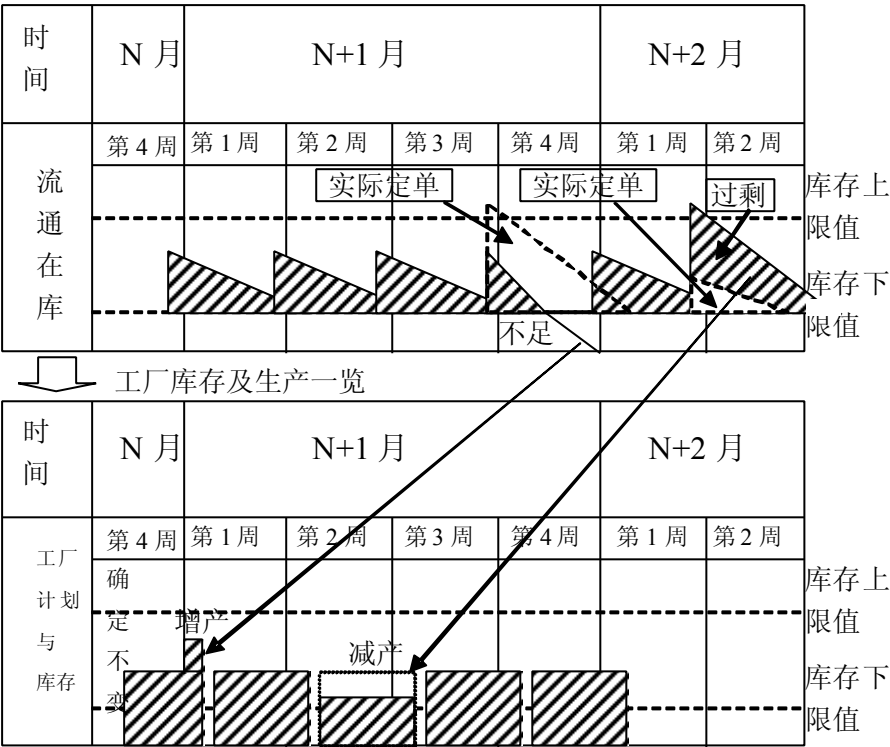 时间
N 月
N+1 月
N+2 月
第 4 周
第 1 周
第 2 周
第 3 周
第 4 周
第 1 周
第 2 周
流通在库
实际定单
实际定单
过剩
库存上限值
库存下限值
不足
工厂库存及生产一览
时间
N 月
N+1 月
N+2 月
第 4 周
第 1 周
第 2 周
第 3 周
第 4 周
第 1 周
第 2 周
工厂
计划
与
库存
确定不变
增产
减产
库存上限值
库存下限值